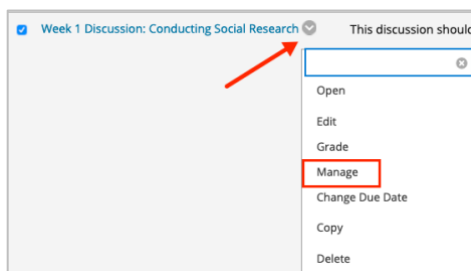 Week 1 Discussion: Conducting Social Research This discussion should
Open
Edit
Grade
Manage
Change Due Date
Copy
Delete